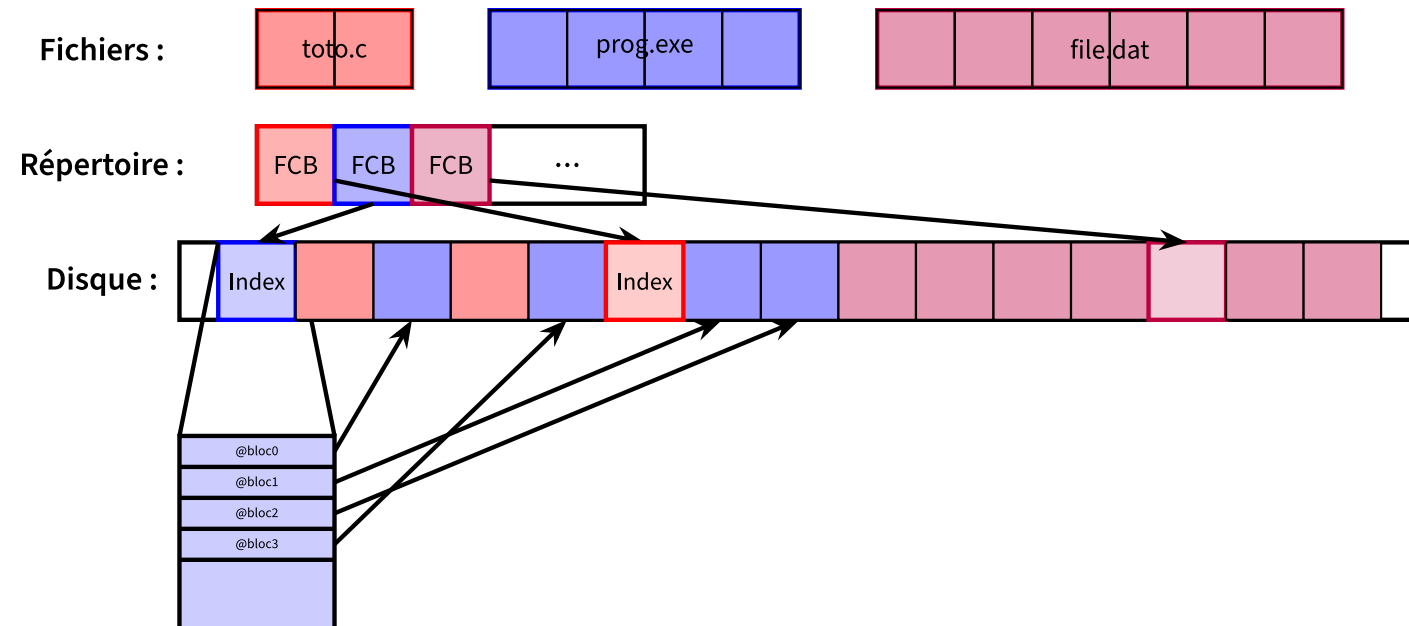 Fichiers :
toto.c
prog.exe
file.dat
Répertoire :
FCB
FCB
FCB
...
Disque :
Index
Index
@bloc0
@bloc1
@bloc2
@bloc3